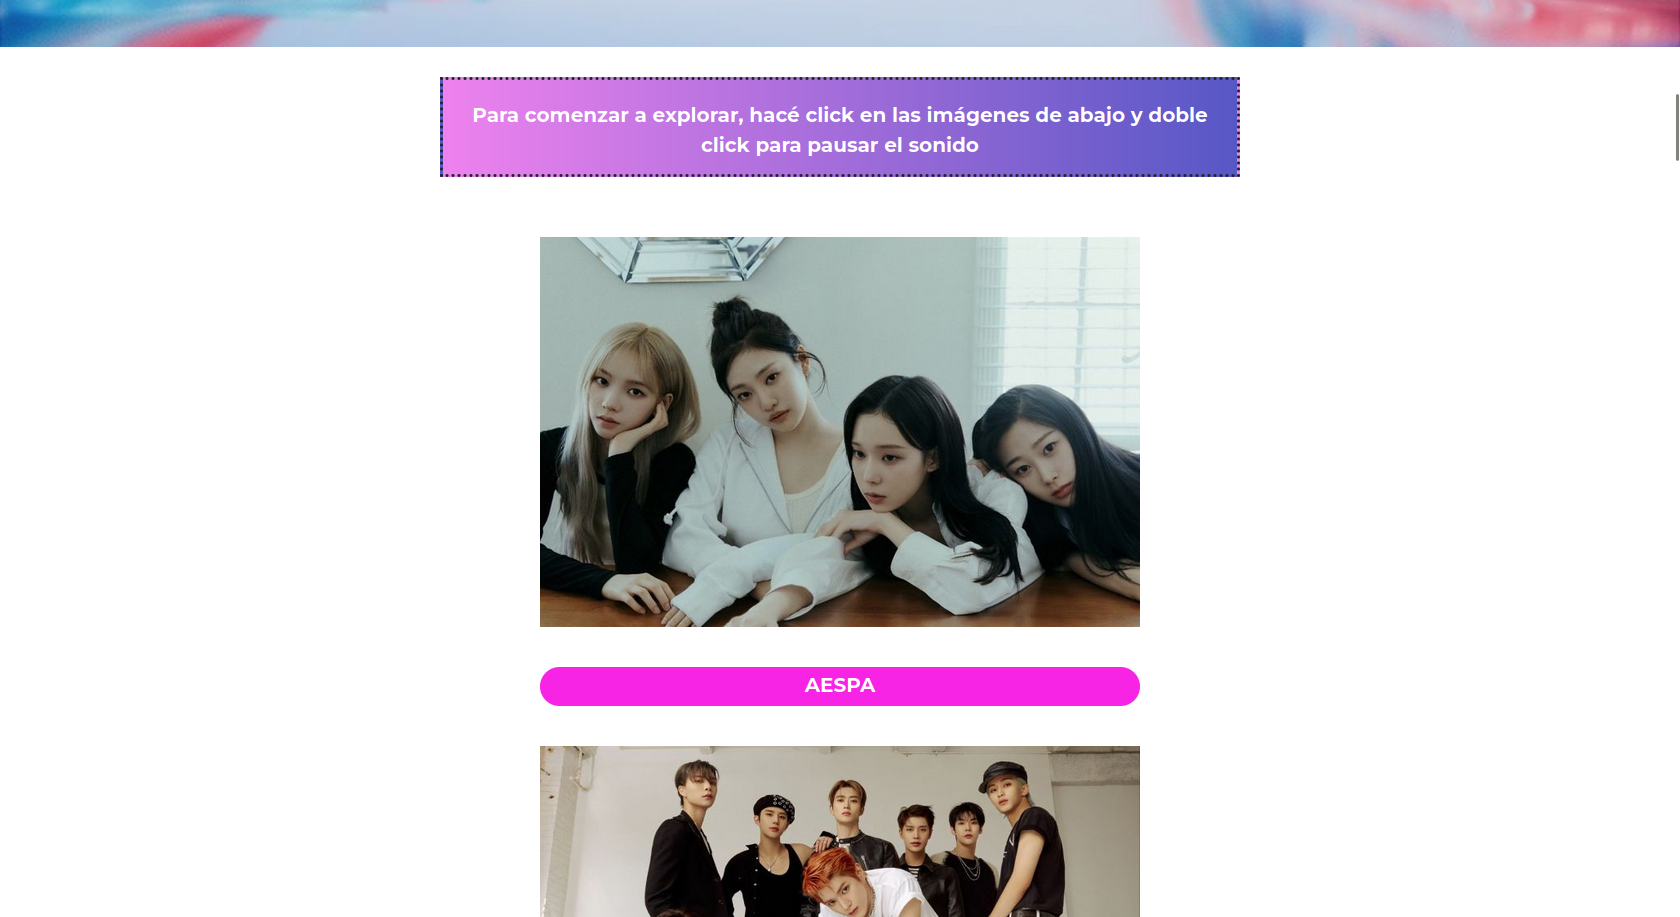 Para comenzar a explorar, hacé click en las imágenes de abajo y doble
click para pausar el sonido
AESPA